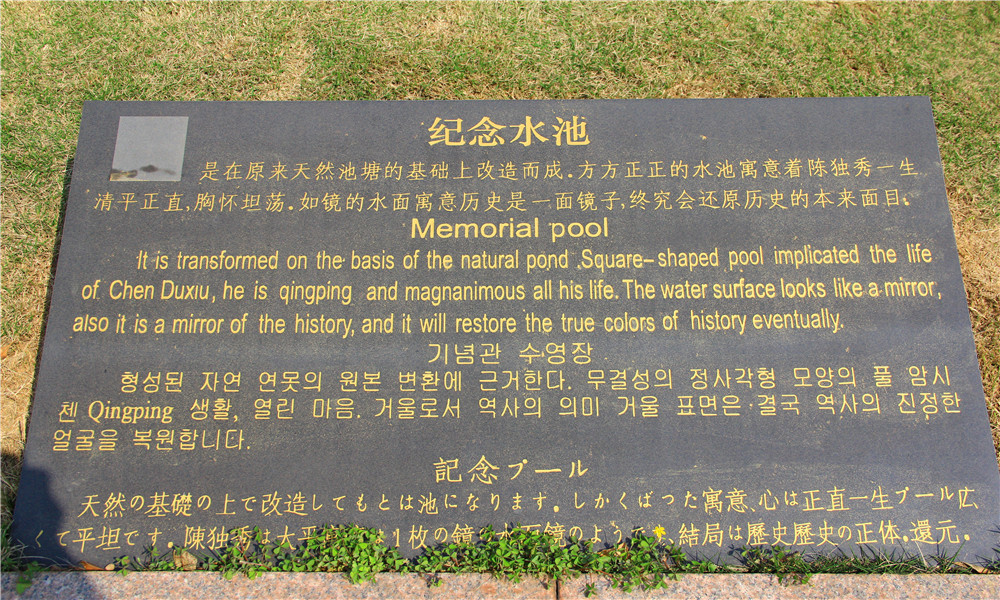 纪念水池
是在原来天然池塘的基础上改造而成.方方正正的水池寓意着陈独秀一生
清平正直,胸怀坦荡.如镜的水面寓意历史是一面镜子,终究会还原历史的本来面目.
Memorial pool
It is transformed on the basis of the natural pond .Square-shaped pool implicated the life
of Chen Duxiu, he is qingping and magnanimous all his life. The water surface looks like a mirror,
also it is a mirror of the history, and it will restore the true colors of history eventually.
기념관 수영장
형성된 자연 연못의 원본 변환에 근거한다. 무결성의 정사각형 모양의 풀 암시
첸 Qingping 생활, 열린 마음. 거울로서 역사의 의미 거울 표면은 결국 역사의 진정한
얼굴을 복원합니다.
記念プール
天然の基礎の上で改造してもとは池になります.しかくばつた寓意、心は正直一生プール広
くて平坦です.陳独秀は大平 1枚の鏡 水面镜のよう 、結局は歴史歴史の正体.還元.